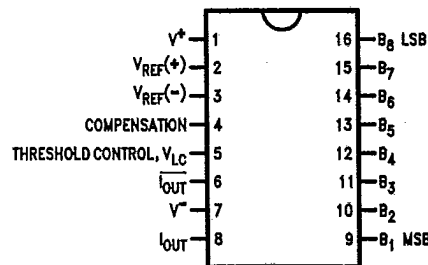 V+ 1 16 B8 LSB
VREF(+) 2 15 B7
VREF(−) 3 14 B6
COMPENSATION 4 13 B5
THRESHOLD CONTROL, VLC 5 12 B4
IOUT 6 11 B3
V− 7 10 B2
IOUT 8 9 B1 MSB